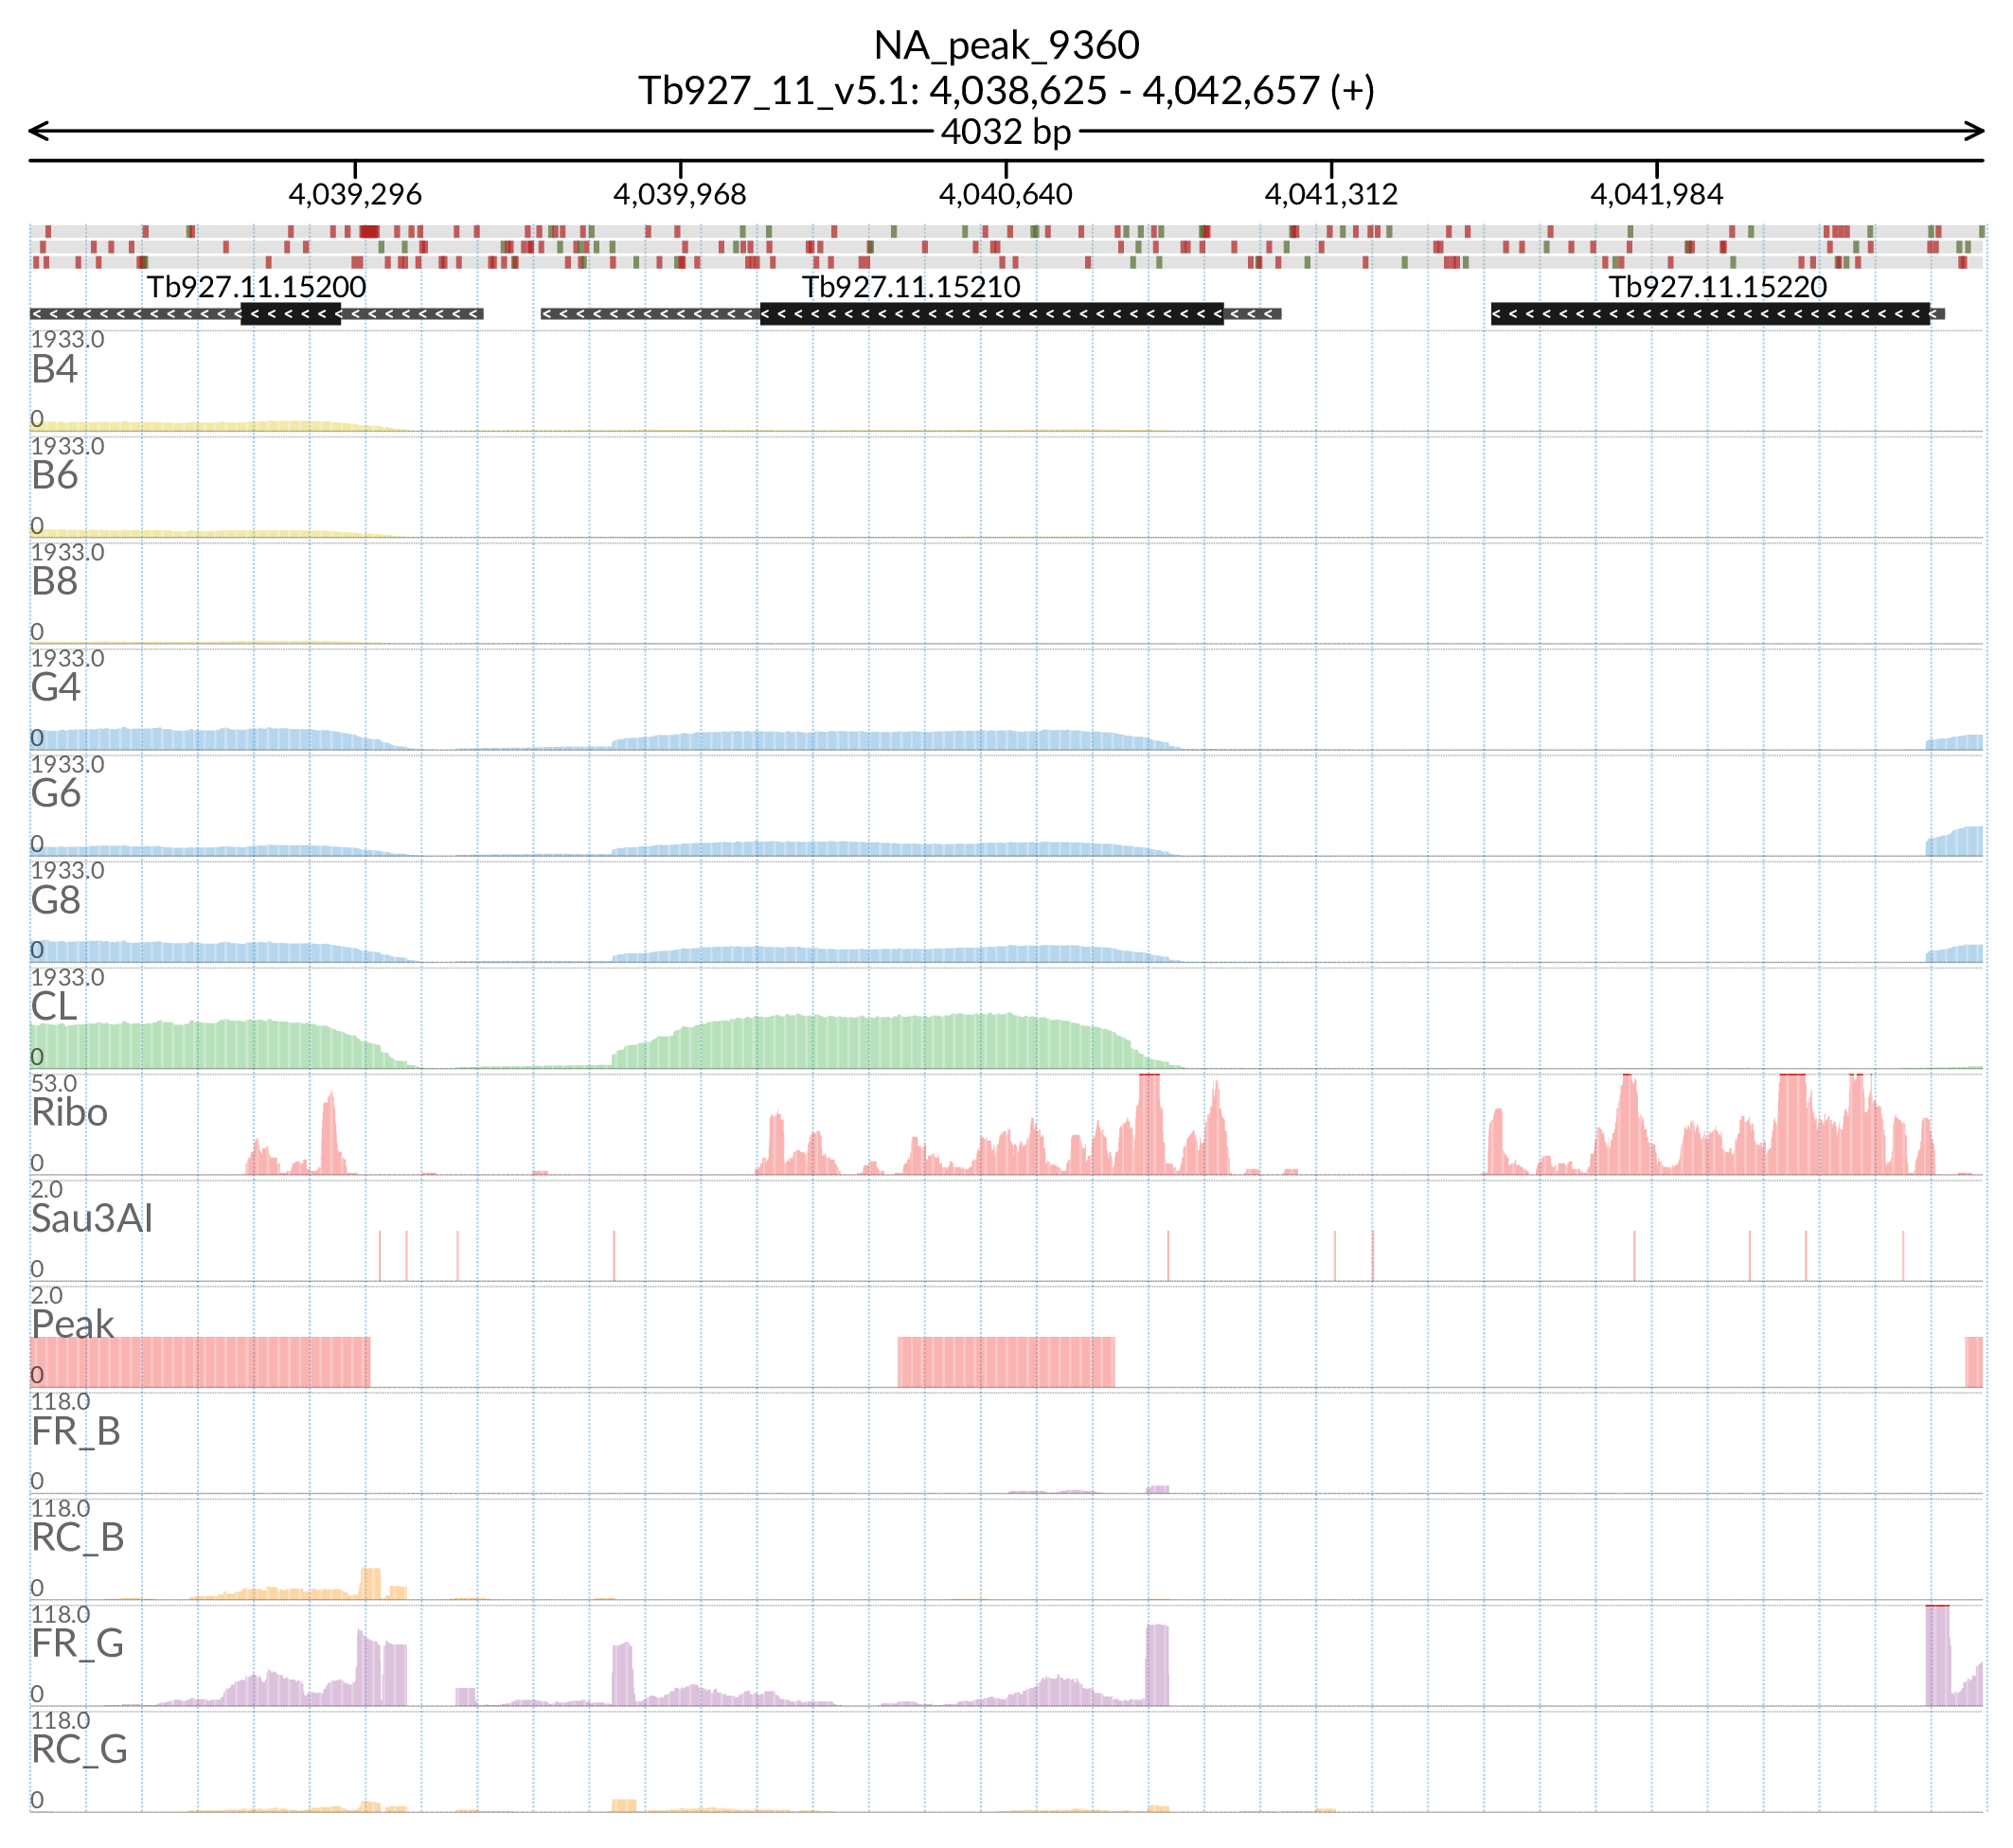 NA_peak_9360
Tb927_11_v5.1: 4,038,625 - 4,042,657 (+)
4032 bp
4,039,296 4,039,968 4,040,640 4,041,312 4,041,984
Tb927.11.15200 Tb927.11.15210 Tb927.11.15220
1933.0
B4
0
1933.0
B6
0
1933.0
B8
0
1933.0
G4
0
1933.0
G6
0
1933.0
G8
0
1933.0
CL
0
53.0
Ribo
0
2.0
Sau3AI
0
2.0
Peak
0
118.0
FR_B
0
118.0
RC_B
0
118.0
FR_G
0
118.0
RC_G
0